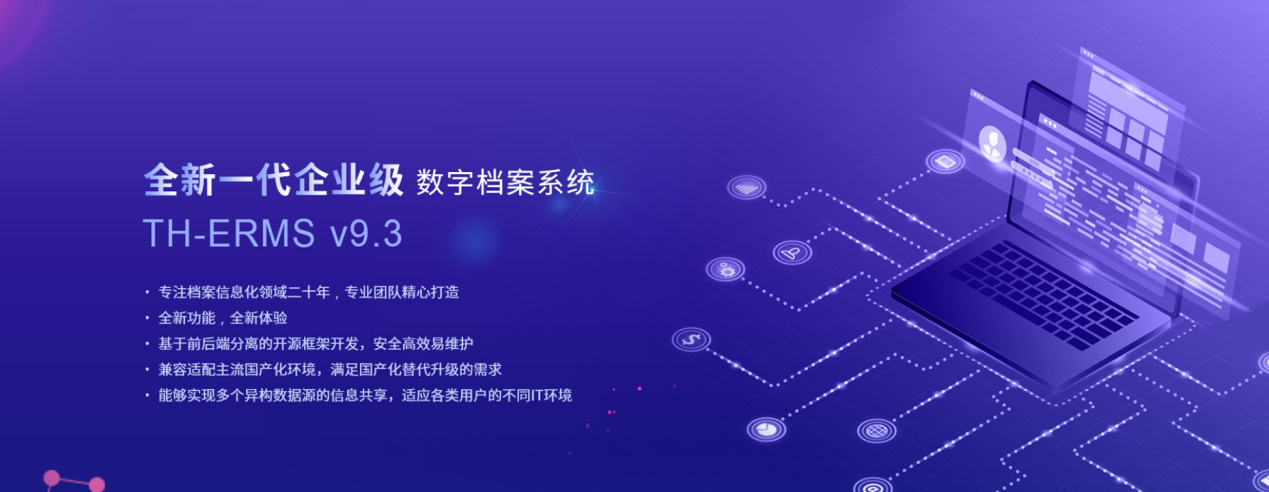 全新一代企业级 数字档案系统
TH-ERMS v9.3
· 专注档案信息化领域二十年，专业团队精心打造
· 全新功能，全新体验
· 基于前后端分离的开源框架开发，安全高效易维护
· 兼容适配主流国产化环境，满足国产化替代升级的需求
· 能够实现多个异构数据源的信息共享，适应各类用户的不同IT环境